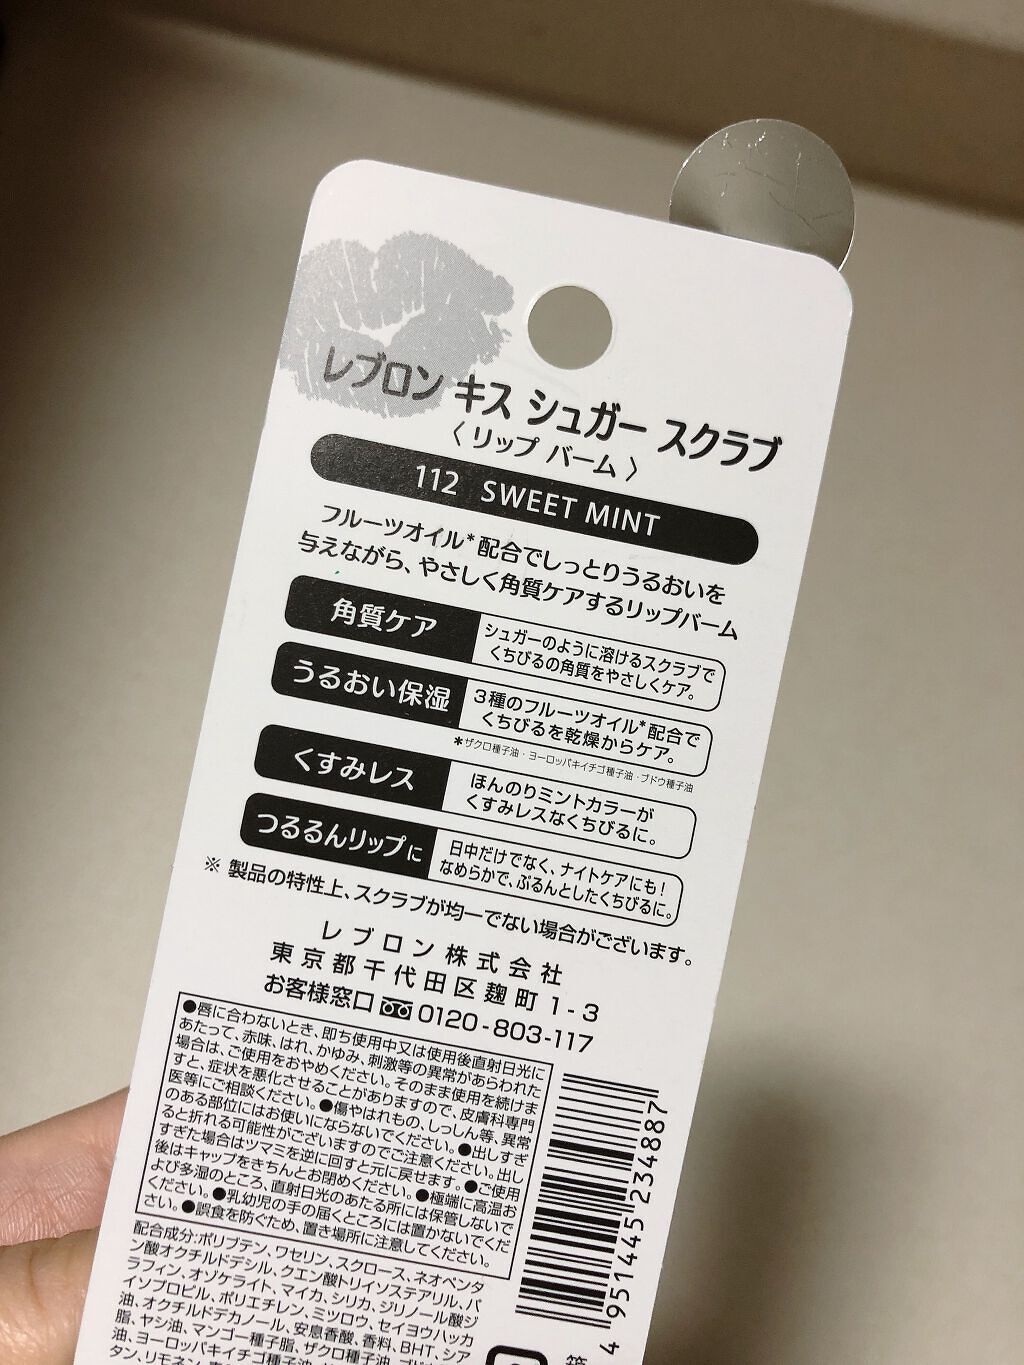 レブロン キス シュガー スクラブ
〈 リップ バーム 〉
112 SWEET MINT
フルーツオイル*配合でしっとりうるおいを
与えながら、やさしく角質ケアするリップバーム
角質ケア
シュガーのように溶けるスクラブで
くちびるの角質をやさしくケア。
うるおい保湿
3種のフルーツオイル*配合で
くちびるを乾燥からケア。
*ザクロ種子油・ヨーロッパキイチゴ種子油・ブドウ種子油
くすみレス
ほんのりミントカラーが
くすみレスなくちびるに。
つるるんリップに
日中だけでなく、ナイトケアにも!
なめらかで、ぷるんとしたくちびるに。
※ 製品の特性上、スクラブが均一でない場合がございます。
レブロン株式会社
東京都千代田区麹町1-3
お客様窓口 0120-803-117
●唇に合わないとき、即ち使用中又は使用後直射日光に
あたって、赤味、はれ、かゆみ、刺激等の異常があらわれた
場合は、ご使用をおやめください。そのまま使用を続けま
すと、症状を悪化させることがありますので、皮膚科専門
医等にご相談ください。●傷やはれもの、しっしん等、異常
のある部位にはお使いにならないでください。●出しすぎ
ると折れる可能性がございますのでご注意ください。出し
すぎた場合はツマミを逆に回すと元に戻せます。●ご使用
後はキャップをきちんとお閉めください。●極端に高温お
よび多湿のところ、直射日光のあたる所には保管しないで
ください。●乳幼児の手の届くところには置かないでくだ
さい。●誤食を防ぐため、置き場所に注意してください。
4951445234887
配合成分:ポリブテン、ワセリン、スクロース、ネオペンタ
ン酸オクチルドデシル、クエン酸トリイソステアリル、パ
ラフィン、オゾケライト、マイカ、シリカ、ジリノール酸ジ
イソプロピル、ポリエチレン、ミツロウ、セイヨウハッカ
油、オクチルドデカノール、安息香酸、香料、BHT、シア
脂、ヤシ油、マンゴー種子脂、ザクロ種子油、ブドウ
油、ヨーロッパキイチゴ種子油、
タン、リモネン、